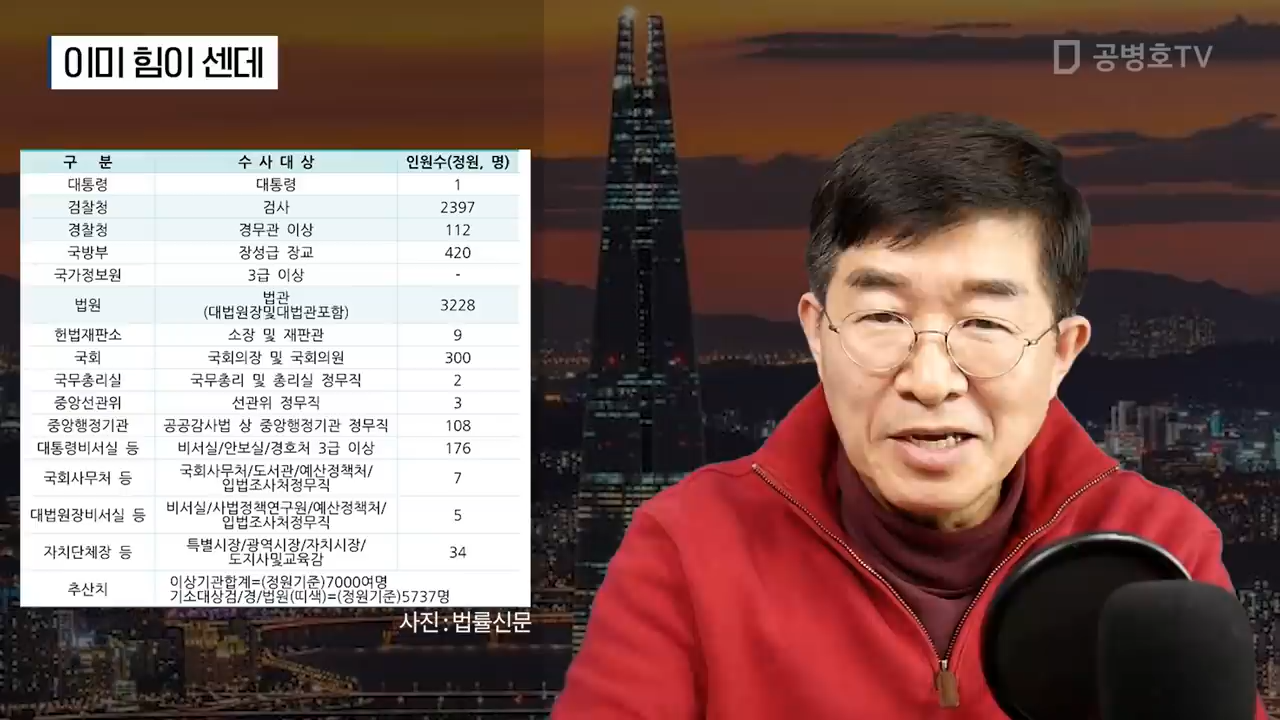 이미 힘이 센데
공병호TV
구 분 수 사 대 상 인원수(정원, 명)
대통령 대통령 1
검찰청 검사 2397
경찰청 경무관 이상 112
국방부 장성급 장교 420
국가정보원 3급 이상 -
법원 법관 3228
(대법원장및대법관포함)
헌법재판소 소장 및 재판관 9
국회 국회의장 및 국회의원 300
국무총리실 국무총리 및 총리실 정무직 2
중앙선관위 선관위 정무직 3
중앙행정기관 공공감사법 상 중앙행정기관 정무직 108
대통령비서실 등 비서실/안보실/경호처 3급 이상 176
국회사무처 등 국회사무처/도서관/예산정책처/ 7
입법조사처정무직
대법원장비서실 등 비서실/사법정책연구원/예산정책처/ 5
입법조사처정무직
자치단체장 등 특별시장/광역시장/자치시장/ 34
도지사및교육감
추산치 이상기관합계=(정원기준)7000여명
기소대상검/경/법원(띠색)=(정원기준)5737명
사진 : 법률신문